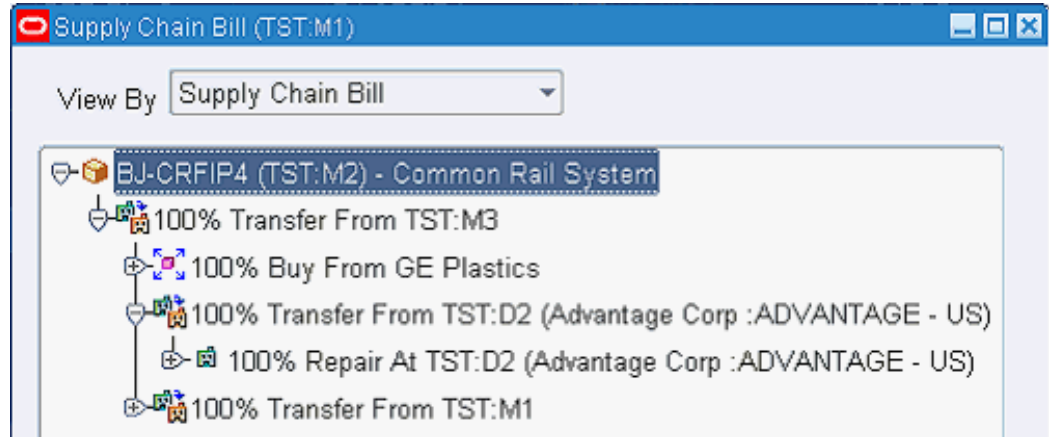 Supply Chain Bill (TST:M1)
View By Supply Chain Bill
BJ-CRFIP4 (TST:M2) - Common Rail System
100% Transfer From TST:M3
100% Buy From GE Plastics
100% Transfer From TST:D2 (Advantage Corp :ADVANTAGE - US)
100% Repair At TST:D2 (Advantage Corp :ADVANTAGE - US)
100% Transfer From TST:M1